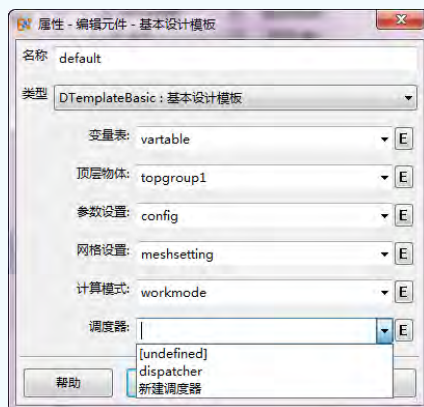 属性 - 编辑元件 - 基本设计模板
名称 default
类型 DTemplateBasic : 基本设计模板
变量表: vartable E
顶层物体: topgroup1 E
参数设置: config E
网格设置: meshsetting E
计算模式: workmode E
调度器: E
[undefined]
dispatcher
新建调度器
帮助